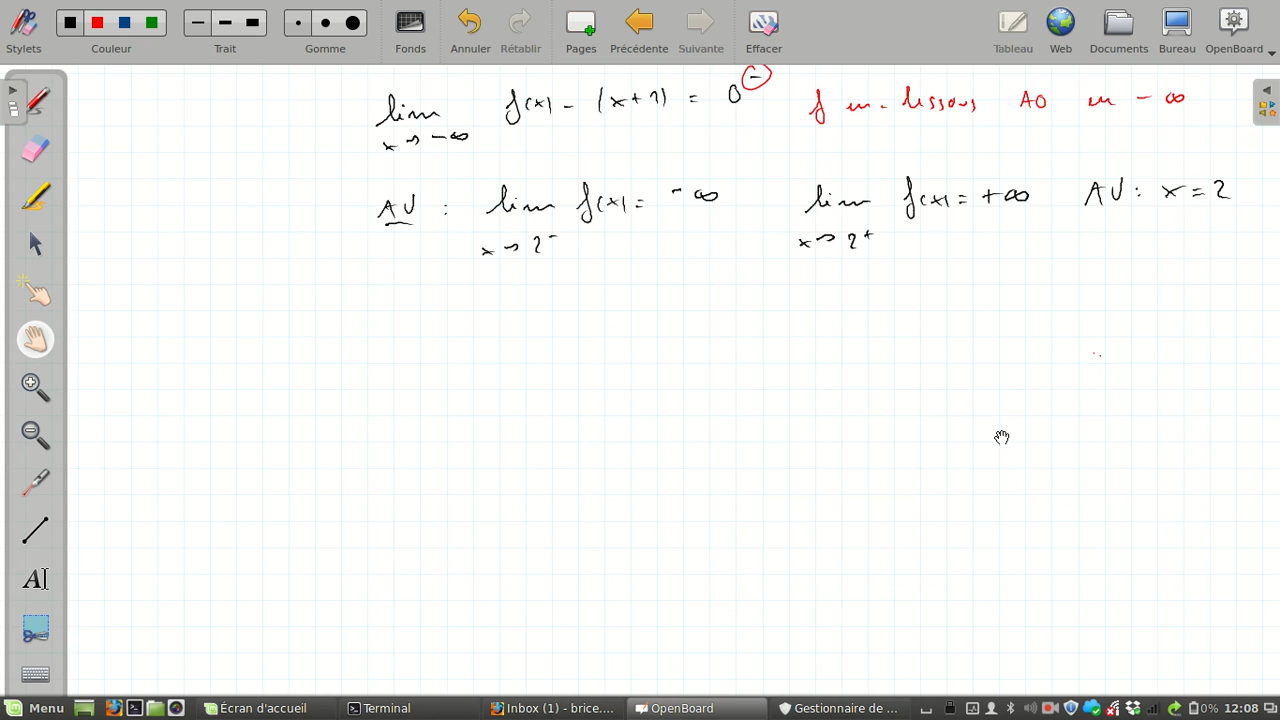 Stylets Couleur Trait Gomme Fonds Annuler Rétablir Pages Précédente Suivante Effacer Tableau Web Documents Bureau OpenBoard
lim f(x) - (x+1) = 0⁻ f en-dessous AO en -∞
x → -∞
AV : lim f(x) = -∞ lim f(x) = +∞ AV : x = 2
x → 2⁻ x → 2⁺
Menu Écran d'accueil Terminal Inbox (1) - brice.... OpenBoard Gestionnaire de ... 0% 12:08